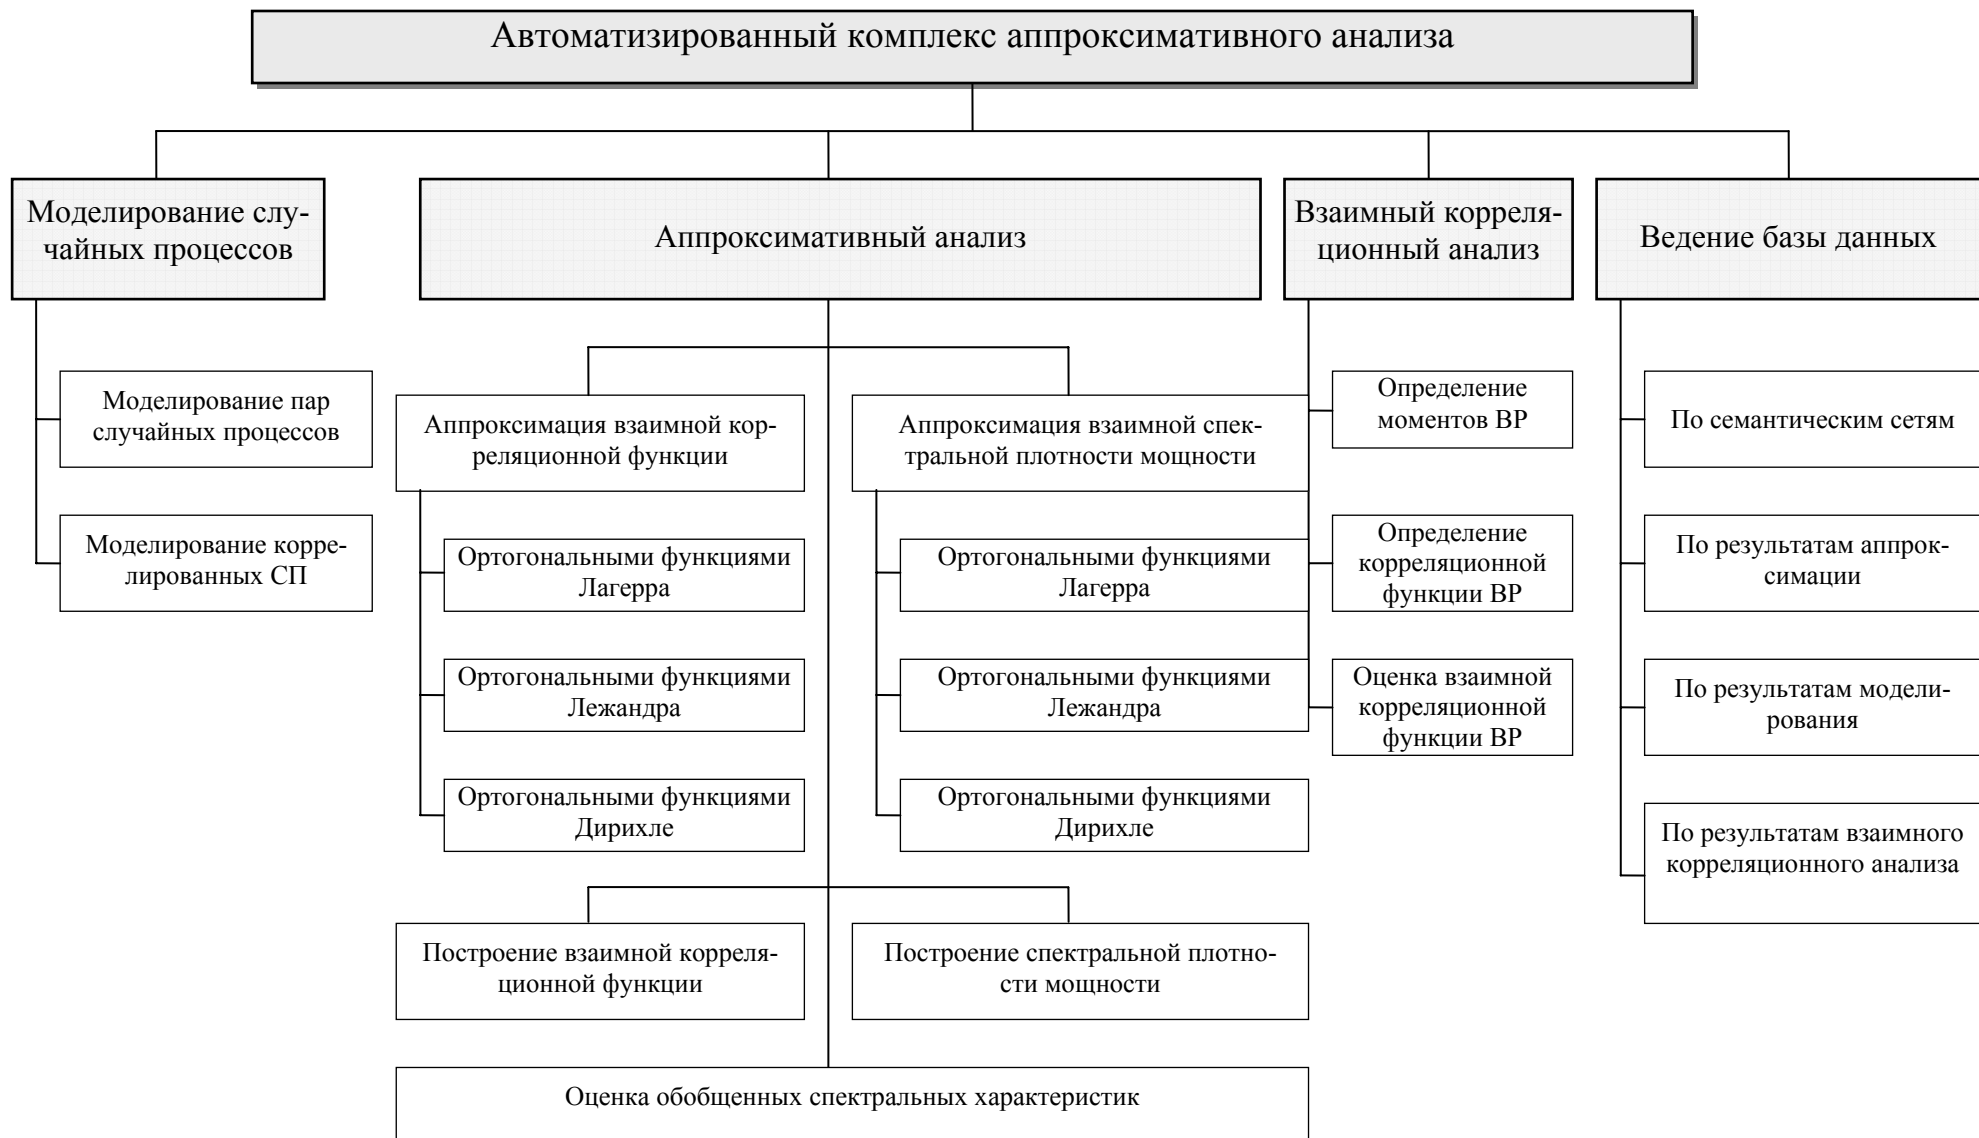 Автоматизированный комплекс аппроксимативного анализа
Моделирование слу-
чайных процессов
Аппроксимативный анализ
Взаимный корреля-
ционный анализ
Ведение базы данных
Моделирование пар
случайных процессов
Моделирование корре-
лированных СП
Аппроксимация взаимной кор-
реляционной функции
Ортогональными функциями
Лагерра
Ортогональными функциями
Лежандра
Ортогональными функциями
Дирихле
Аппроксимация взаимной спек-
тральной плотности мощности
Ортогональными функциями
Лагерра
Ортогональными функциями
Лежандра
Ортогональными функциями
Дирихле
Построение взаимной корреля-
ционной функции
Построение спектральной плотно-
сти мощности
Оценка обобщенных спектральных характеристик
Определение
моментов ВР
Определение
корреляционной
функции ВР
Оценка взаимной
корреляционной
функции ВР
По семантическим сетям
По результатам аппрок-
симации
По результатам модели-
рования
По результатам взаимного
корреляционного анализа